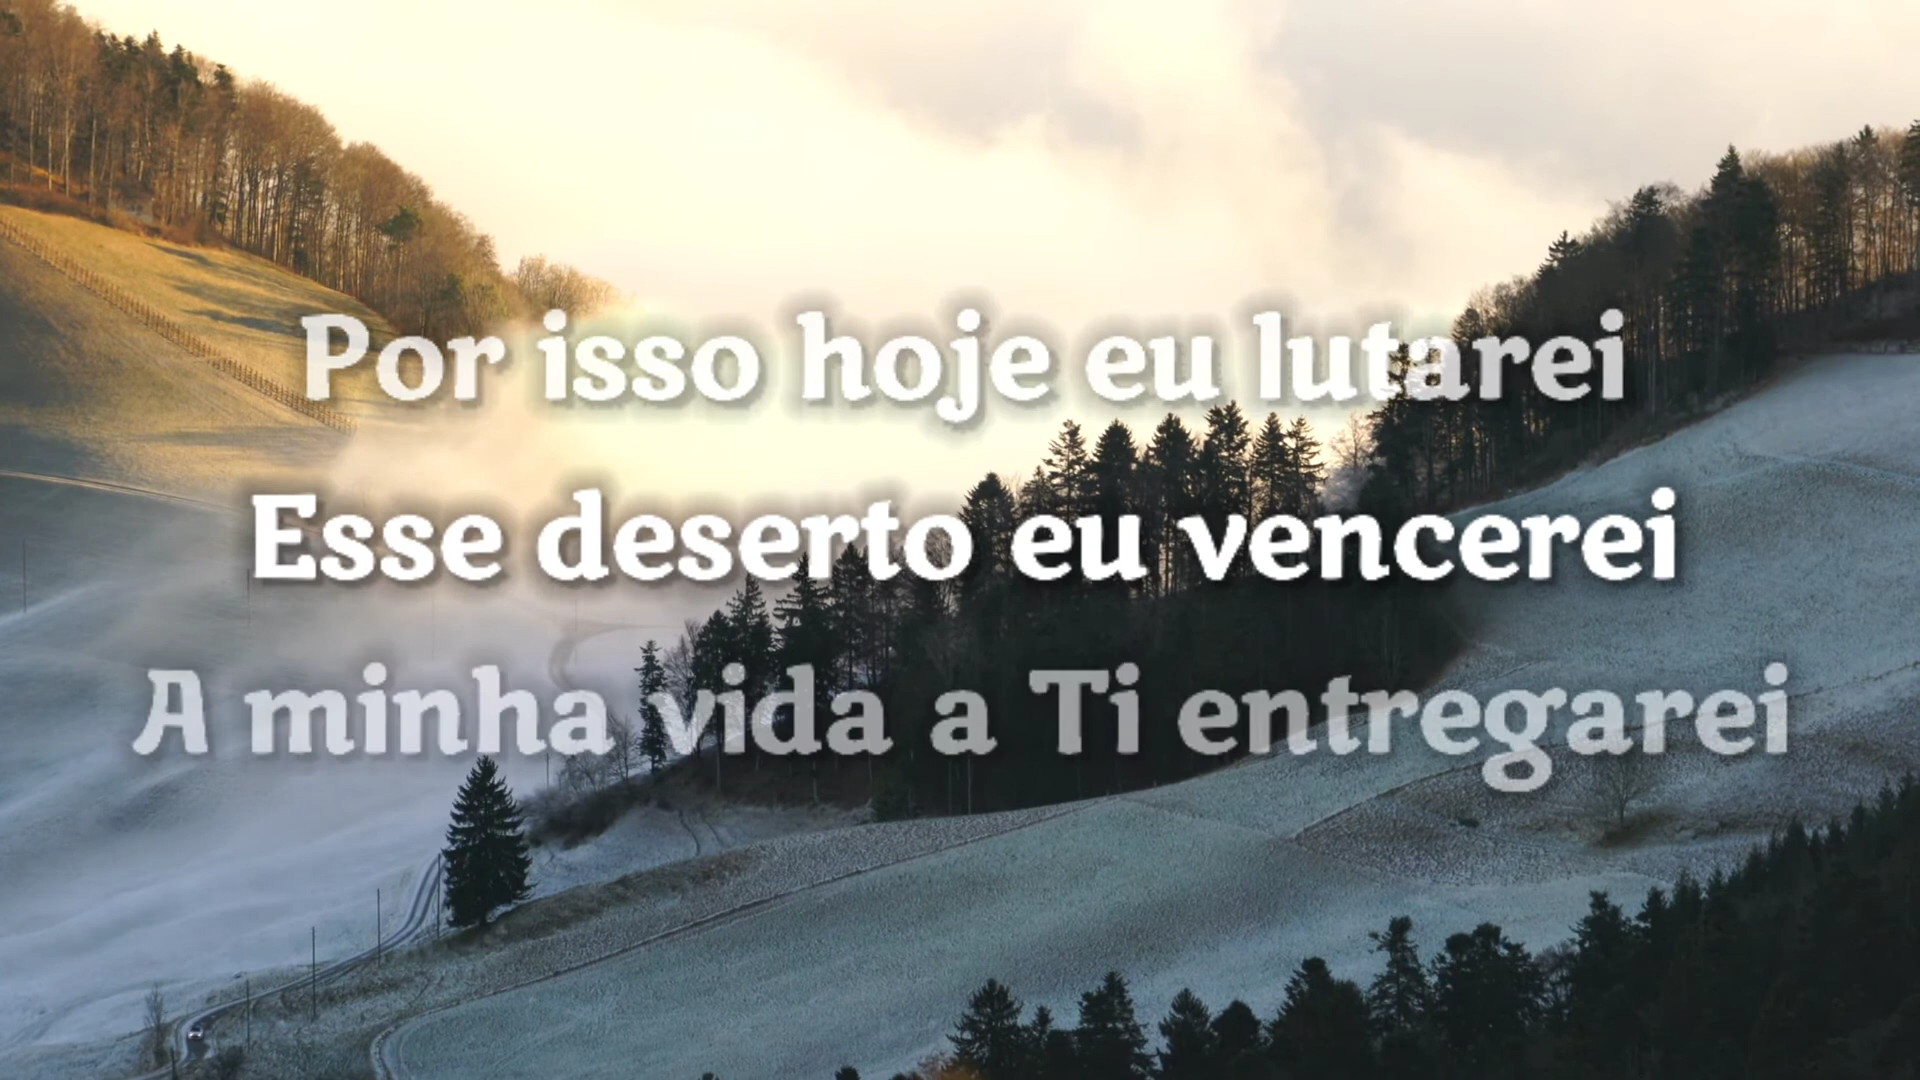 Por isso hoje eu lutarei
Esse deserto eu vencerei
A minha vida a Ti entregarei